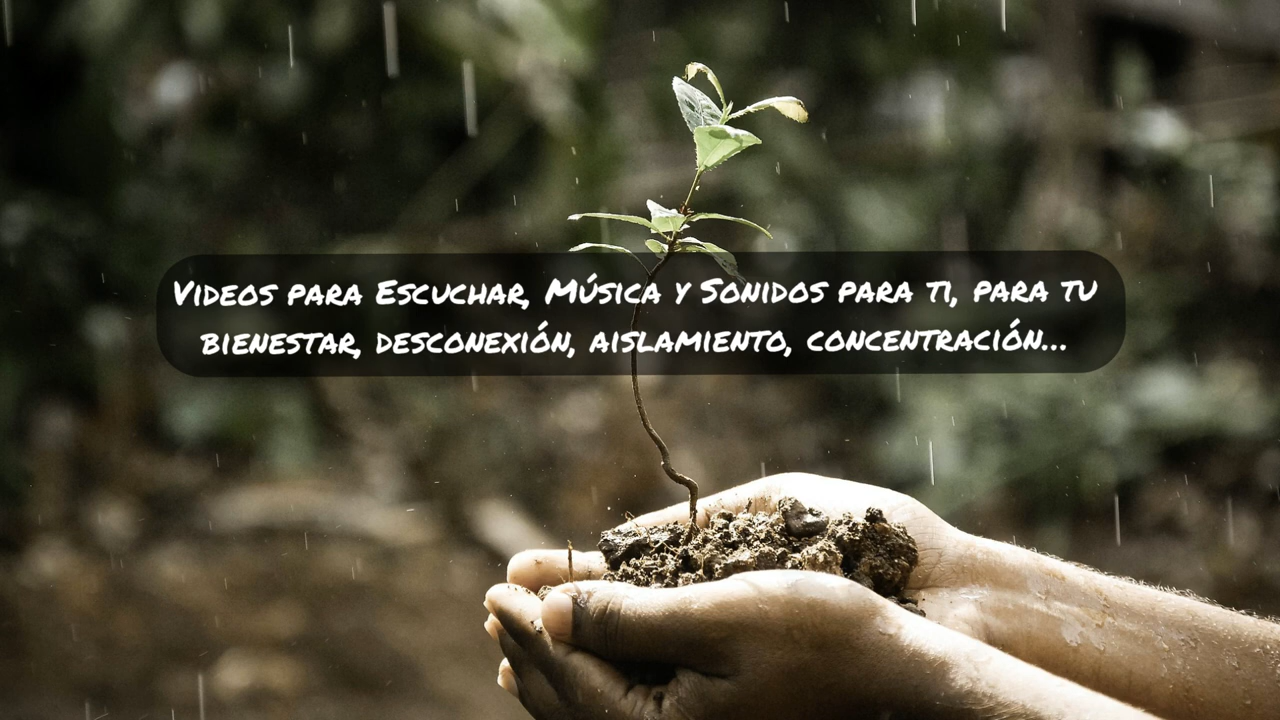 Videos para Escuchar, Música y Sonidos para ti, para tu
bienestar, desconexión, aislamiento, concentración...